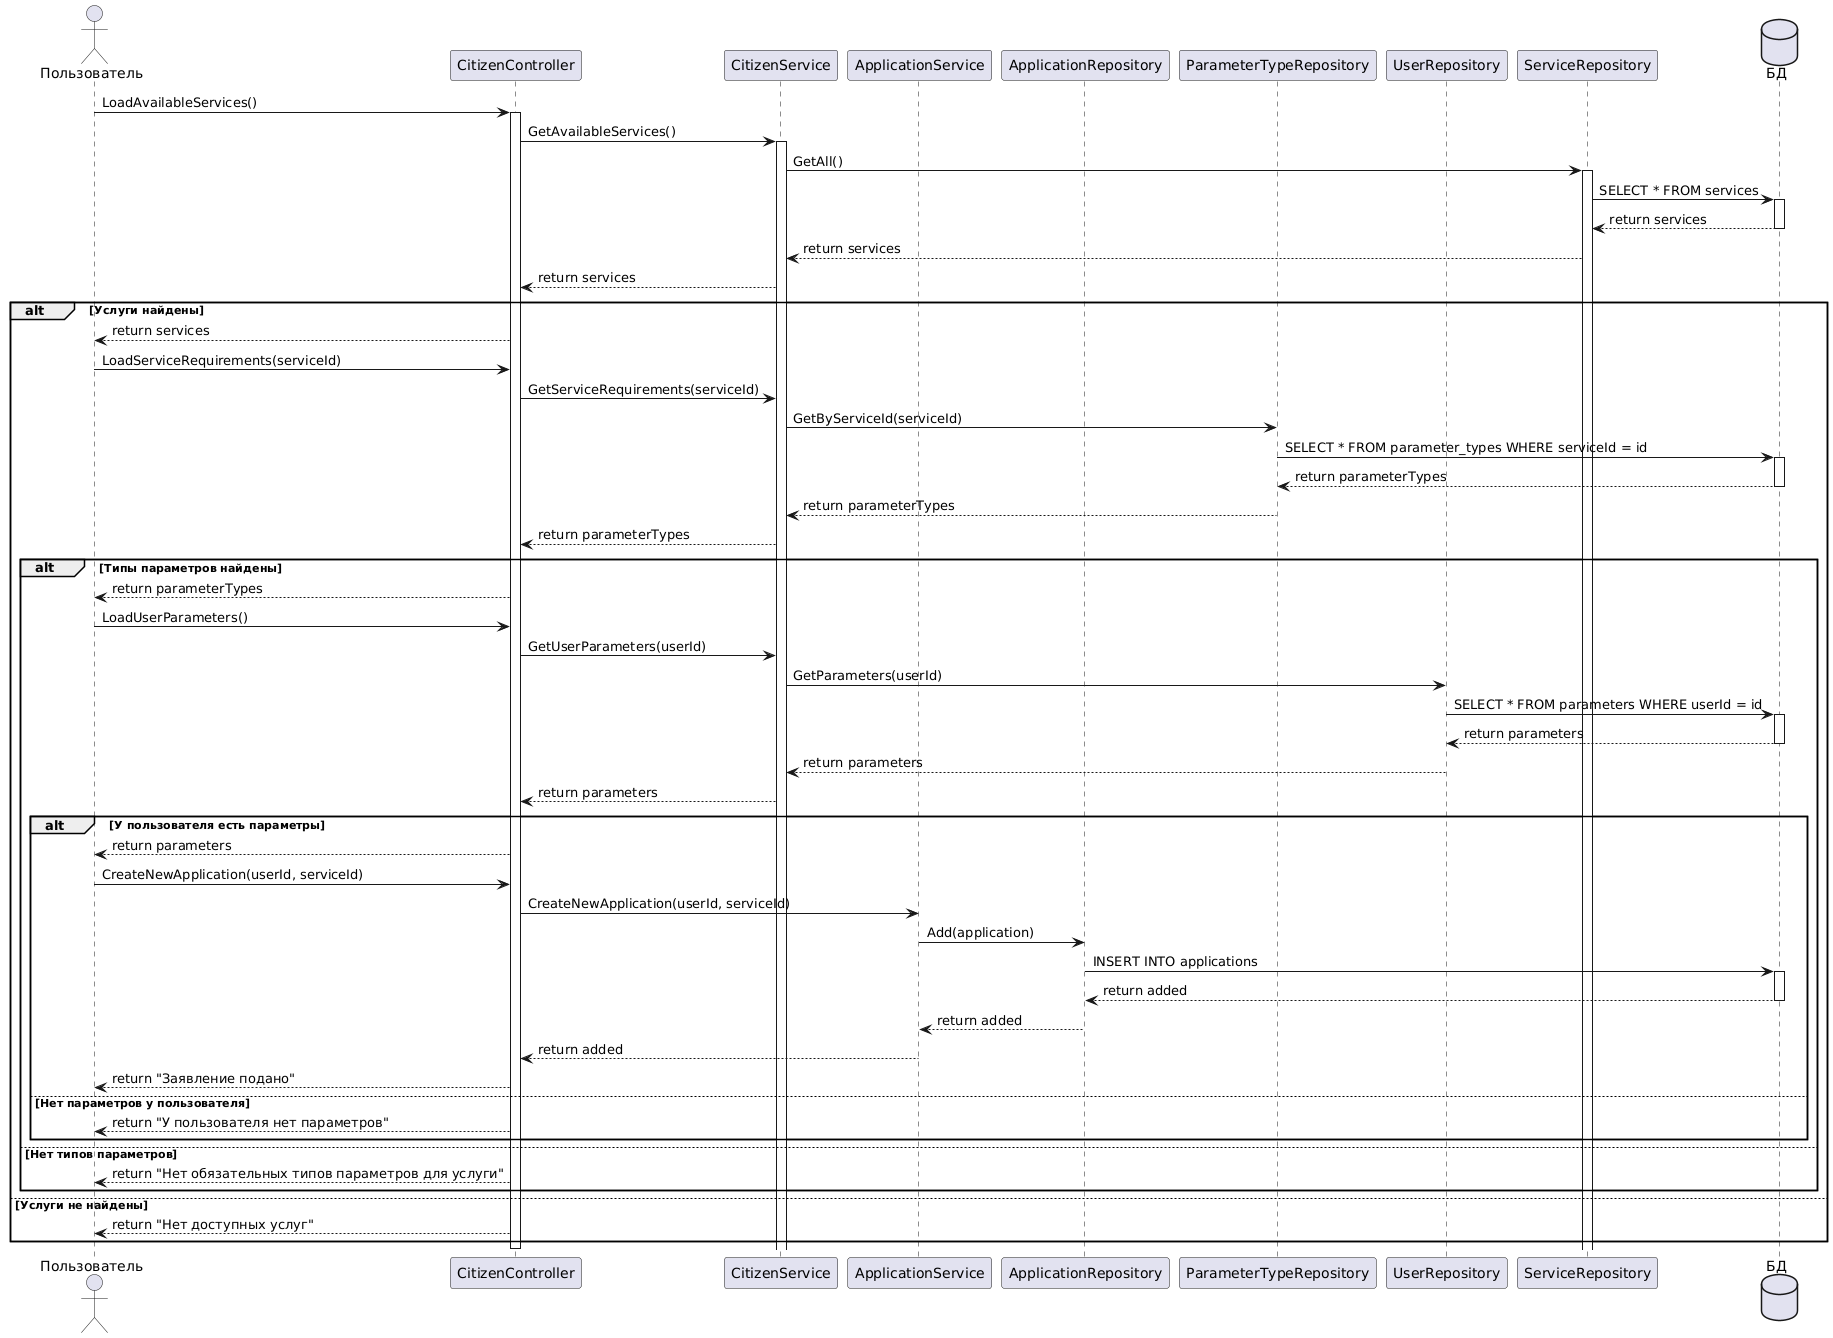 Пользователь
CitizenController
CitizenService
ApplicationService
ApplicationRepository
ParameterTypeRepository
UserRepository
ServiceRepository
БД
LoadAvailableServices()
GetAvailableServices()
GetAll()
SELECT * FROM services
return services
return services
return services
alt
[Услуги найдены]
return services
LoadServiceRequirements(serviceId)
GetServiceRequirements(serviceId)
GetByServiceId(serviceId)
SELECT * FROM parameter_types WHERE serviceId = id
return parameterTypes
return parameterTypes
return parameterTypes
alt
[Типы параметров найдены]
return parameterTypes
LoadUserParameters()
GetUserParameters(userId)
GetParameters(userId)
SELECT * FROM parameters WHERE userId = id
return parameters
return parameters
return parameters
alt
[У пользователя есть параметры]
return parameters
CreateNewApplication(userId, serviceId)
CreateNewApplication(userId, serviceId)
Add(application)
INSERT INTO applications
return added
return added
return added
return "Заявление подано"
[Нет параметров у пользователя]
return "У пользователя нет параметров"
[Нет типов параметров]
return "Нет обязательных типов параметров для услуги"
[Услуги не найдены]
return "Нет доступных услуг"
Пользователь
CitizenController
CitizenService
ApplicationService
ApplicationRepository
ParameterTypeRepository
UserRepository
ServiceRepository
БД